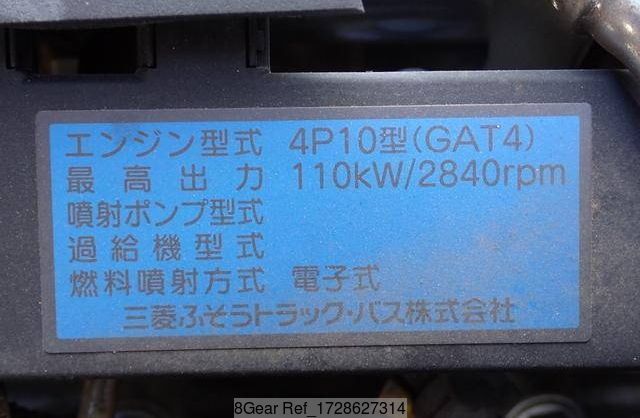 エンジン型式 4P10型(GAT4)
最高出力 110kW/2840rpm
噴射ポンプ型式
過給機型式
燃料噴射方式 電子式
三菱ふそうトラック・バス株式会社
8Gear Ref_1728627314